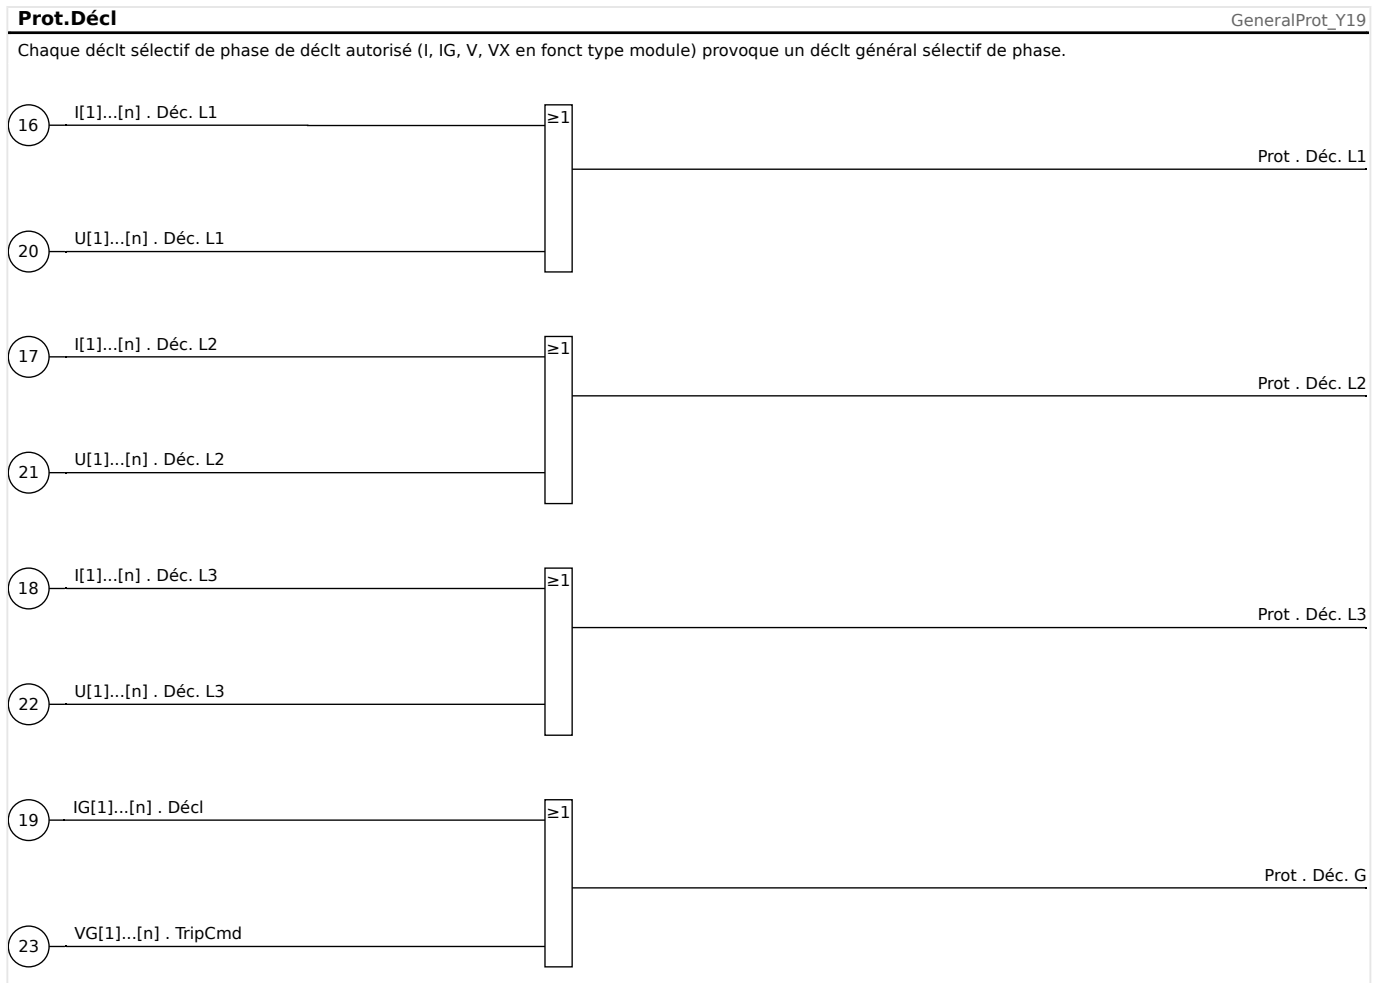 Prot.Décl
GeneralProt_Y19
Chaque déclt sélectif de phase de déclt autorisé (I, IG, V, VX en fonct type module) provoque un déclt général sélectif de phase.
16
I[1]...[n] . Déc. L1
≥1
Prot . Déc. L1
20
U[1]...[n] . Déc. L1
17
I[1]...[n] . Déc. L2
≥1
Prot . Déc. L2
21
U[1]...[n] . Déc. L2
18
I[1]...[n] . Déc. L3
≥1
Prot . Déc. L3
22
U[1]...[n] . Déc. L3
19
IG[1]...[n] . Décl
≥1
Prot . Déc. G
23
VG[1]...[n] . TripCmd